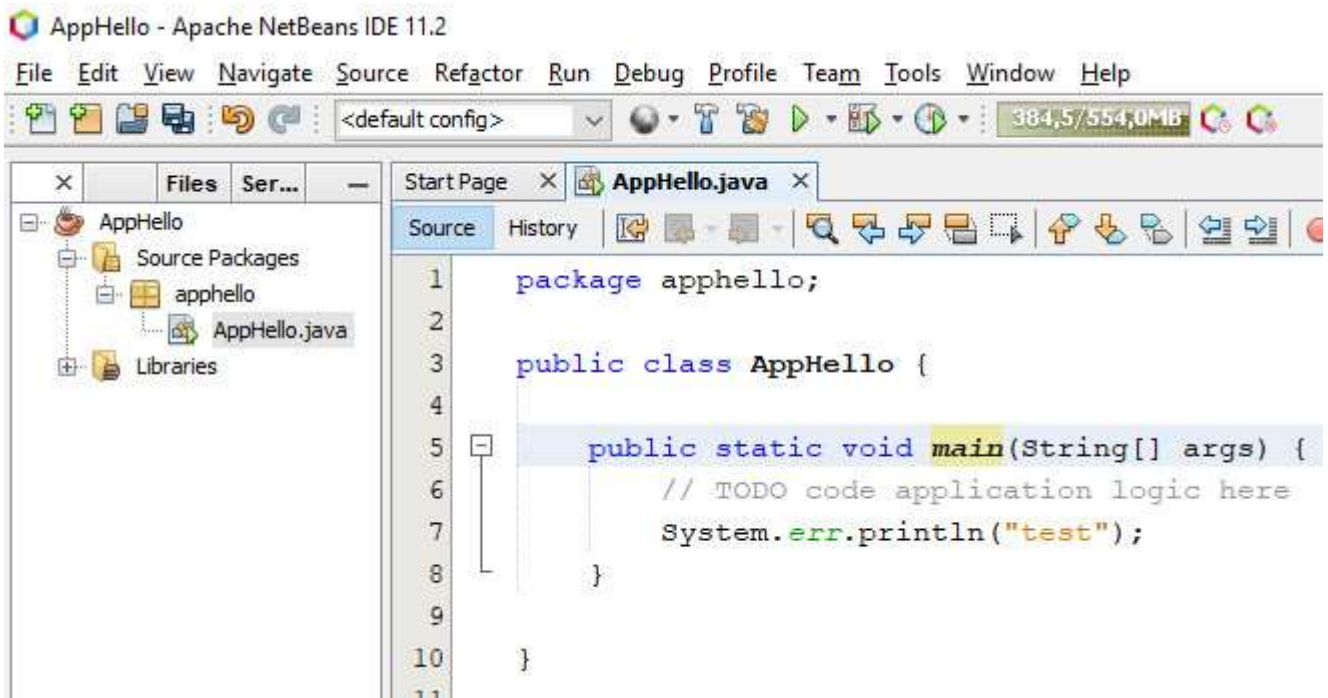 AppHello - Apache NetBeans IDE 11.2
File Edit View Navigate Source Refactor Run Debug Profile Team Tools Window Help
<default config> 384,5/554,0MB
Files Ser... Start Page AppHello.java
AppHello
Source Packages
apphello
AppHello.java
Libraries
Source History
1 package apphello;
2
3 public class AppHello {
4
5 public static void main(String[] args) {
6 // TODO code application logic here
7 System.err.println("test");
8 }
9
10 }
11